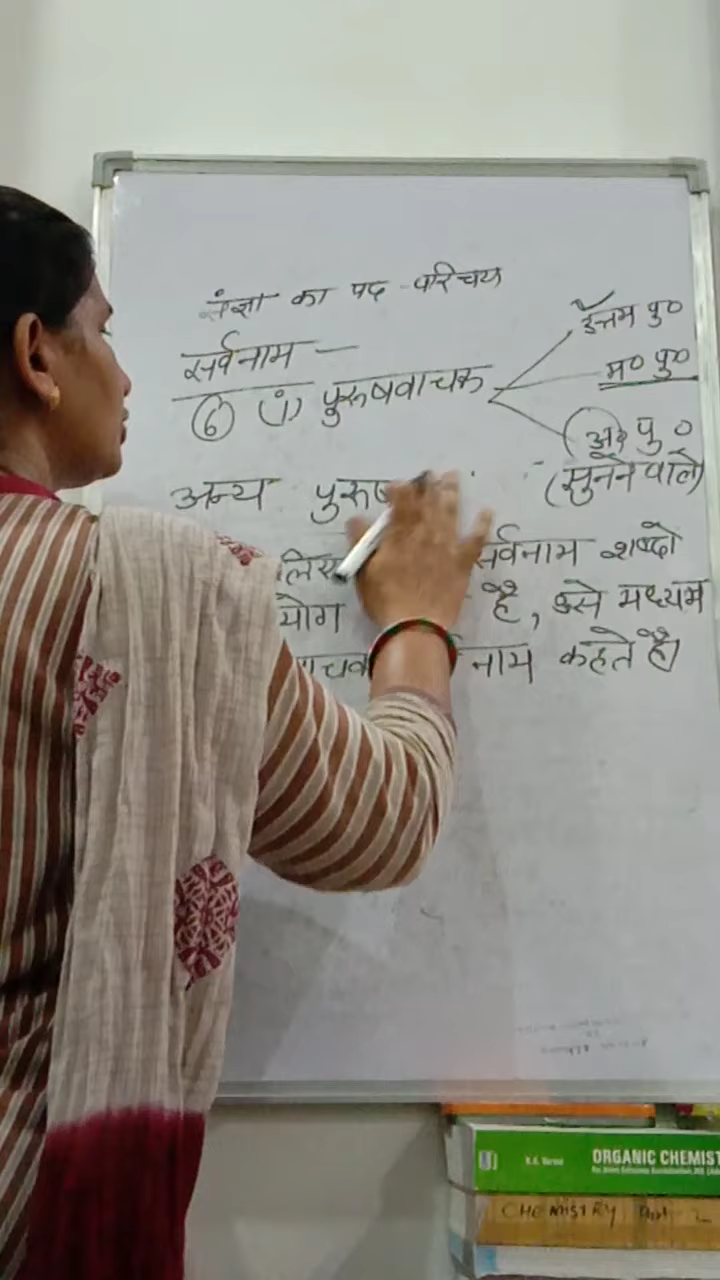 संज्ञा का पद-परिचय
सर्वनाम —
६ (i) पुरुषवाचक
उत्तम पु०
म० पु०
अ० पु०
अन्य पुरुष
(सुनने वाले)
सर्वनाम शब्दो
योग है, उसे मध्यम
नाम कहते है।
ORGANIC CHEMIST
CHEMISTRY